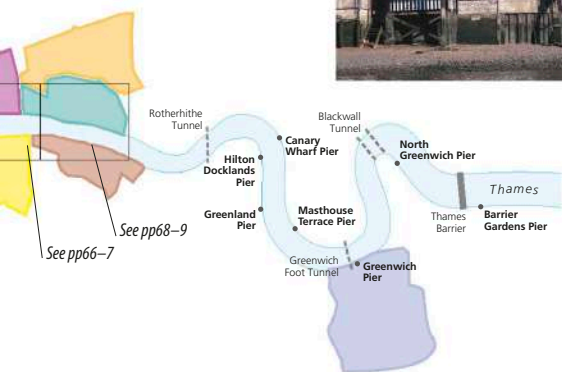 Rotherhithe
Tunnel
Blackwall
Tunnel
Canary
Wharf Pier
North
Greenwich Pier
Hilton
Docklands
Pier
Thames
Greenland
Pier
Masthouse
Terrace Pier
Thames
Barrier
Barrier
Gardens Pier
See pp68–9
See pp66–7
Greenwich
Foot Tunnel
Greenwich
Pier